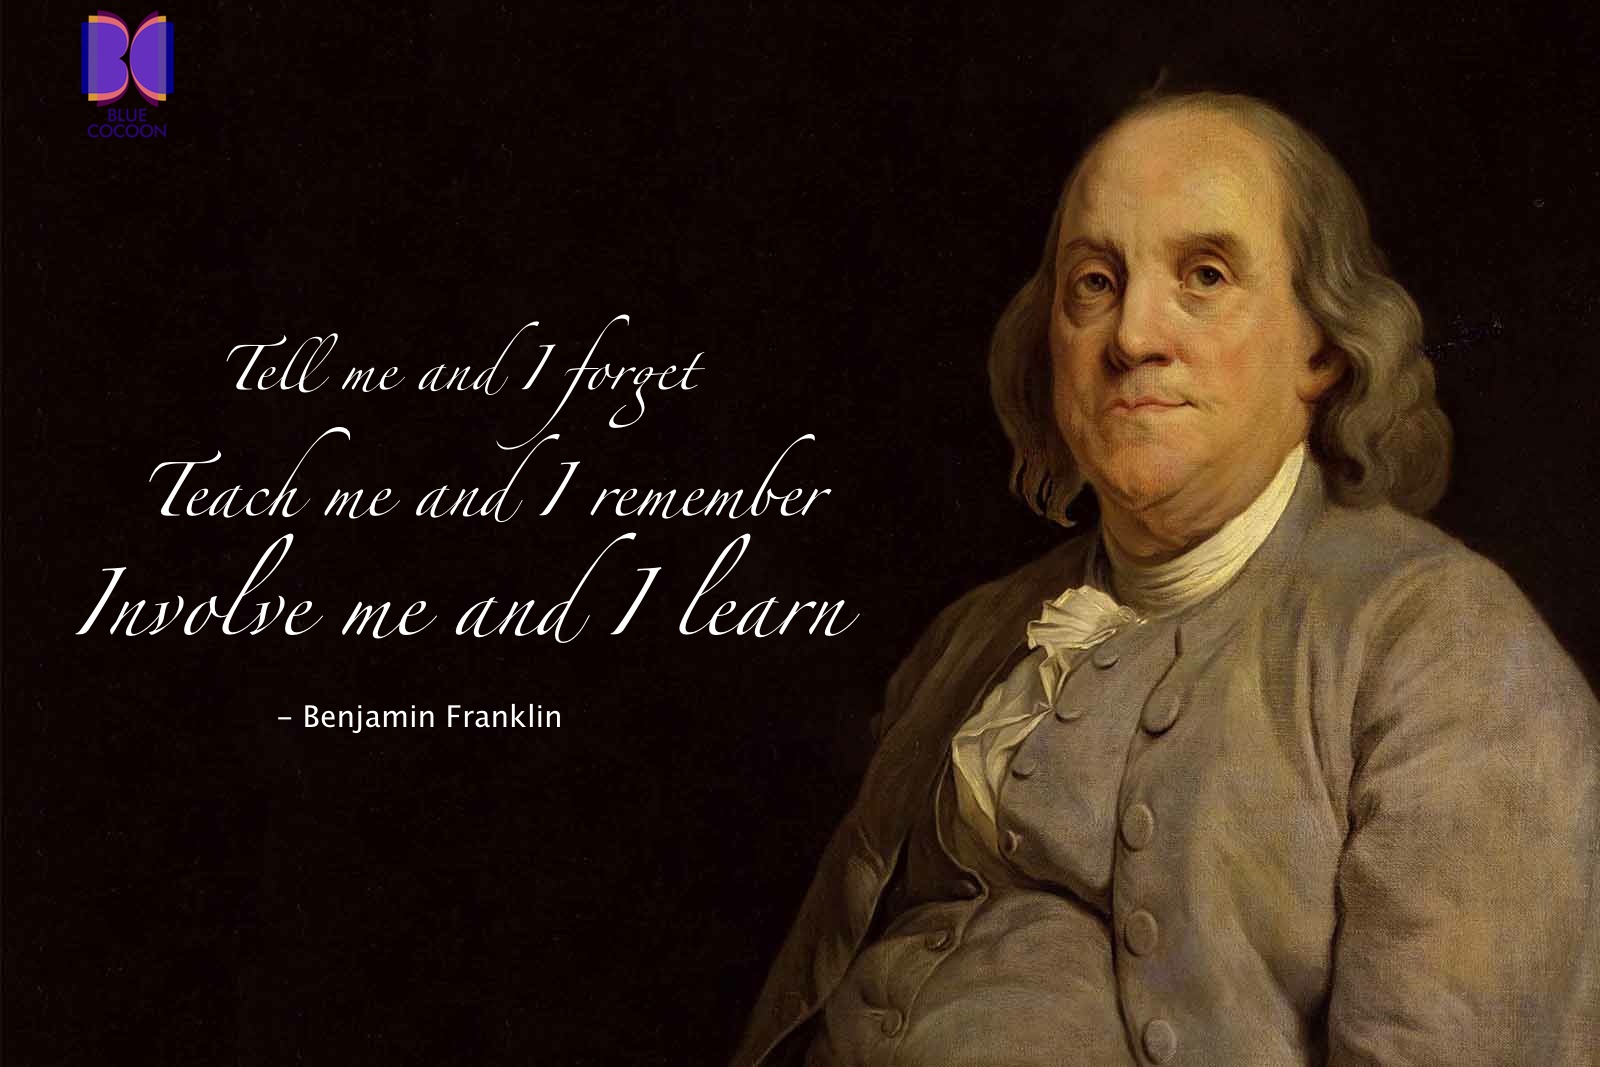 BLUE
COCOON
Tell me and I forget
Teach me and I remember
Involve me and I learn
– Benjamin Franklin